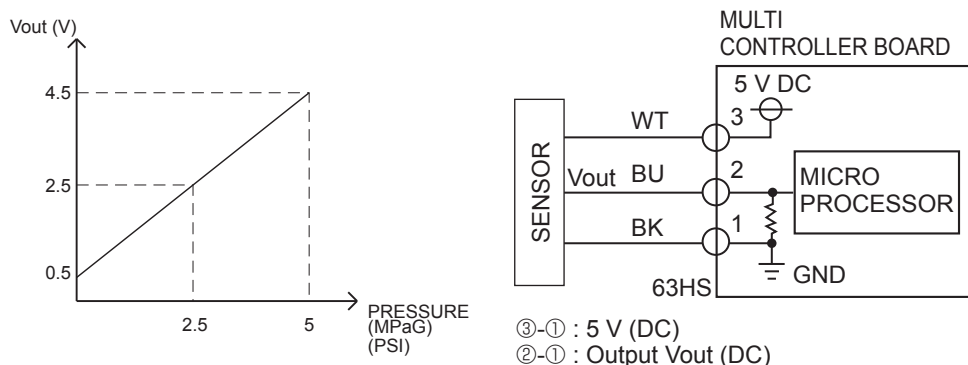 Vout (V)
4.5
2.5
0.5
2.5
5
PRESSURE
(MPaG)
(PSI)
MULTI
CONTROLLER BOARD
5 V DC
SENSOR
WT
3
Vout
BU
2
MICRO
PROCESSOR
BK
1
GND
63HS
③-① : 5 V (DC)
②-① : Output Vout (DC)